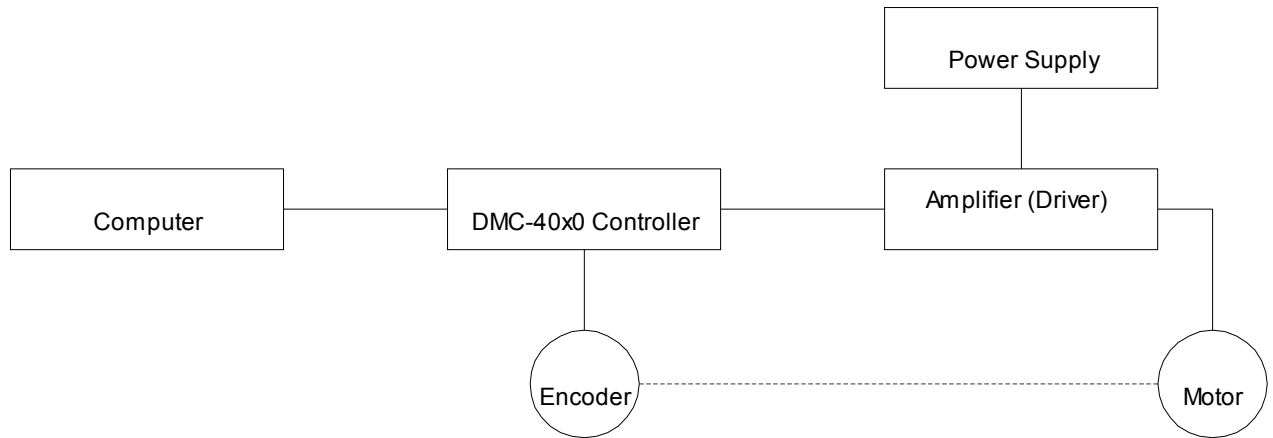 Power Supply
Computer
DMC-40x0 Controller
Amplifier (Driver)
Encoder
Motor